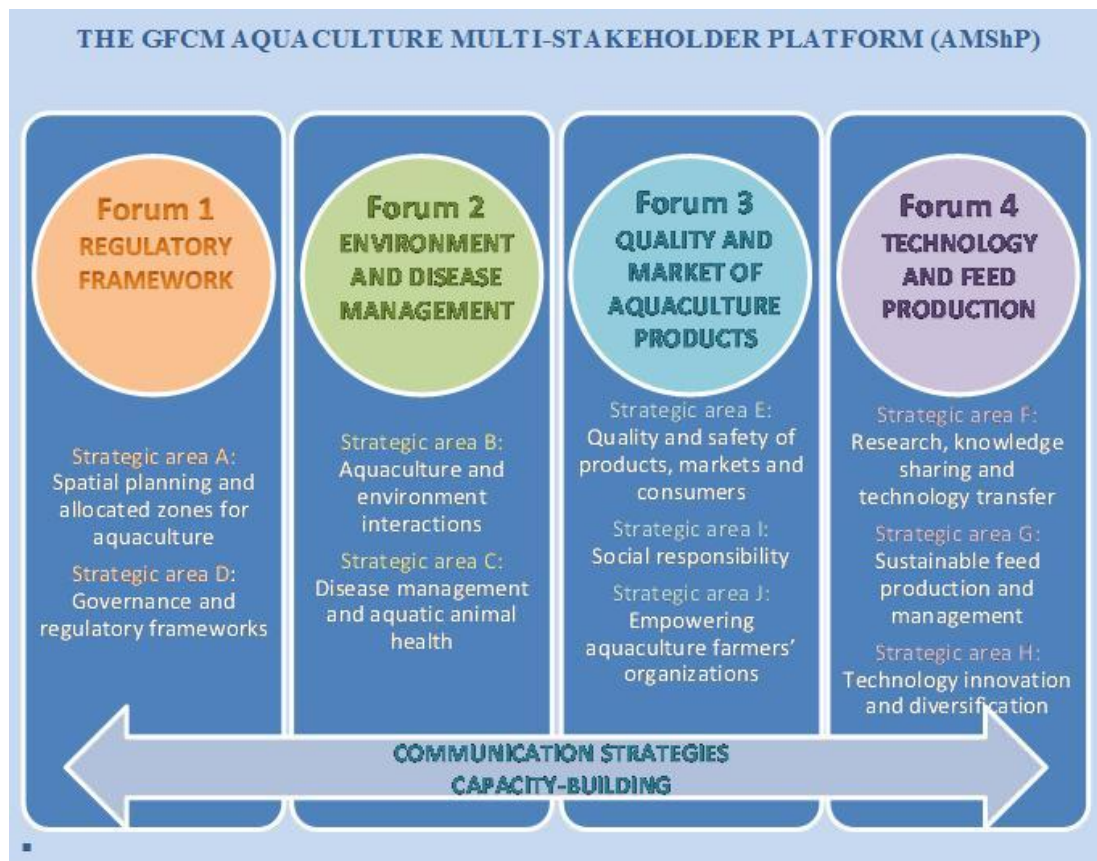 THE GFCM AQUACULTURE MULTI-STAKEHOLDER PLATFORM (AMShP)
Forum 1
REGULATORY
FRAMEWORK
Strategic area A:
Spatial planning and
allocated zones for
aquaculture
Strategic area D:
Governance and
regulatory frameworks
Forum 2
ENVIRONMENT
AND DISEASE
MANAGEMENT
Strategic area B:
Aquaculture and
environment
interactions
Strategic area C:
Disease management
and aquatic animal
health
Forum 3
QUALITY AND
MARKET OF
AQUACULTURE
PRODUCTS
Strategic area E:
Quality and safety of
products, markets and
consumers
Strategic area I:
Social responsibility
Strategic area J:
Empowering
aquaculture farmers’
organizations
Forum 4
TECHNOLOGY
AND FEED
PRODUCTION
Strategic area F:
Research, knowledge
sharing and
technology transfer
Strategic area G:
Sustainable feed
production and
management
Strategic area H:
Technology innovation
and diversification
COMMUNICATION STRATEGIES
CAPACITY-BUILDING